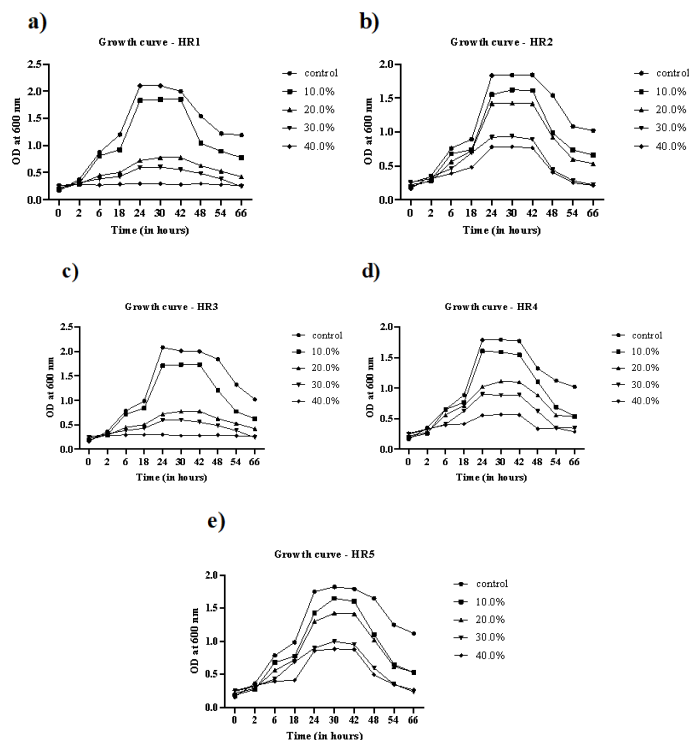 a)
Growth curve - HR1
OD at 600 nm
2.5
2.0
1.5
1.0
0.5
0.0
0 2 6 18 24 30 42 48 54 66
Time (in hours)
control
10.0%
20.0%
30.0%
40.0%
b)
Growth curve - HR2
OD at 600 nm
2.0
1.5
1.0
0.5
0.0
0 2 6 18 24 30 42 48 54 66
Time (in hours)
control
10.0%
20.0%
30.0%
40.0%
c)
Growth curve - HR3
OD at 600 nm
2.5
2.0
1.5
1.0
0.5
0.0
0 2 6 18 24 30 42 48 54 66
Time (in hours)
control
10.0%
20.0%
30.0%
40.0%
d)
Growth curve - HR4
OD at 600 nm
2.0
1.5
1.0
0.5
0.0
0 2 6 18 24 30 42 48 54 66
Time (in hours)
control
10.0%
20.0%
30.0%
40.0%
e)
Growth curve - HR5
OD at 600 nm
2.0
1.5
1.0
0.5
0.0
0 2 6 18 24 30 42 48 54 66
Time (in hours)
control
10.0%
20.0%
30.0%
40.0%